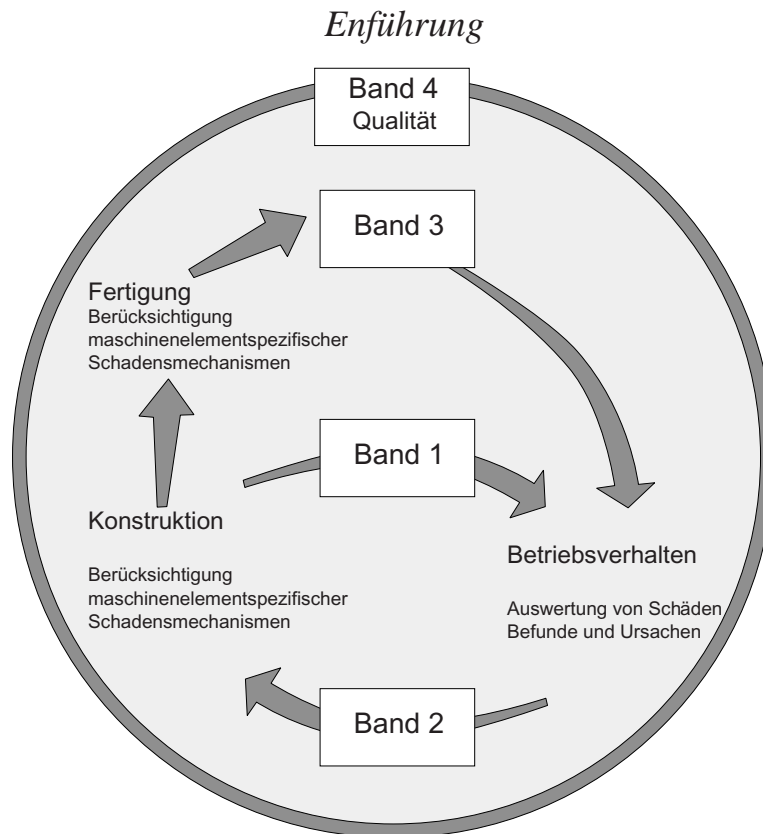 Enführung
Band 4
Qualität
Band 3
Fertigung
Berücksichtigung
maschinenelementspezifischer
Schadensmechanismen
Band 1
Konstruktion
Berücksichtigung
maschinenelementspezifischer
Schadensmechanismen
Betriebsverhalten
Auswertung von Schäden
Befunde und Ursachen
Band 2